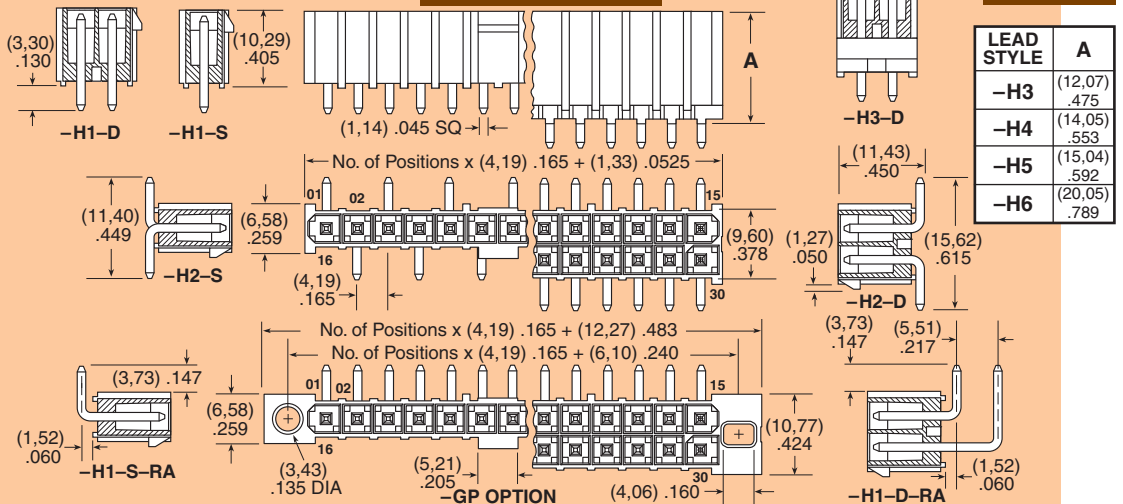 (3,30)
.130
–H1–D
–H1–S
(10,29)
.405
(1,14) .045 SQ
A
–H3–D
LEAD STYLE A
–H3 (12,07) .475
–H4 (14,05) .553
–H5 (15,04) .592
–H6 (20,05) .789
No. of Positions x (4,19) .165 + (1,33) .0525
(11,40)
.449
–H2–S
(6,58)
.259
01
02
15
16
30
(4,19)
.165
(9,60)
.378
(11,43)
.450
(1,27)
.050
(15,62)
.615
–H2–D
No. of Positions x (4,19) .165 + (12,27) .483
No. of Positions x (4,19) .165 + (6,10) .240
(3,73) .147
(1,52)
.060
–H1–S–RA
(6,58)
.259
01
02
15
16
30
(3,43)
.135 DIA
(5,21)
.205
–GP OPTION
(4,06) .160
(10,77)
.424
(3,73)
.147
(5,51)
.217
(1,52)
.060
–H1–D–RA